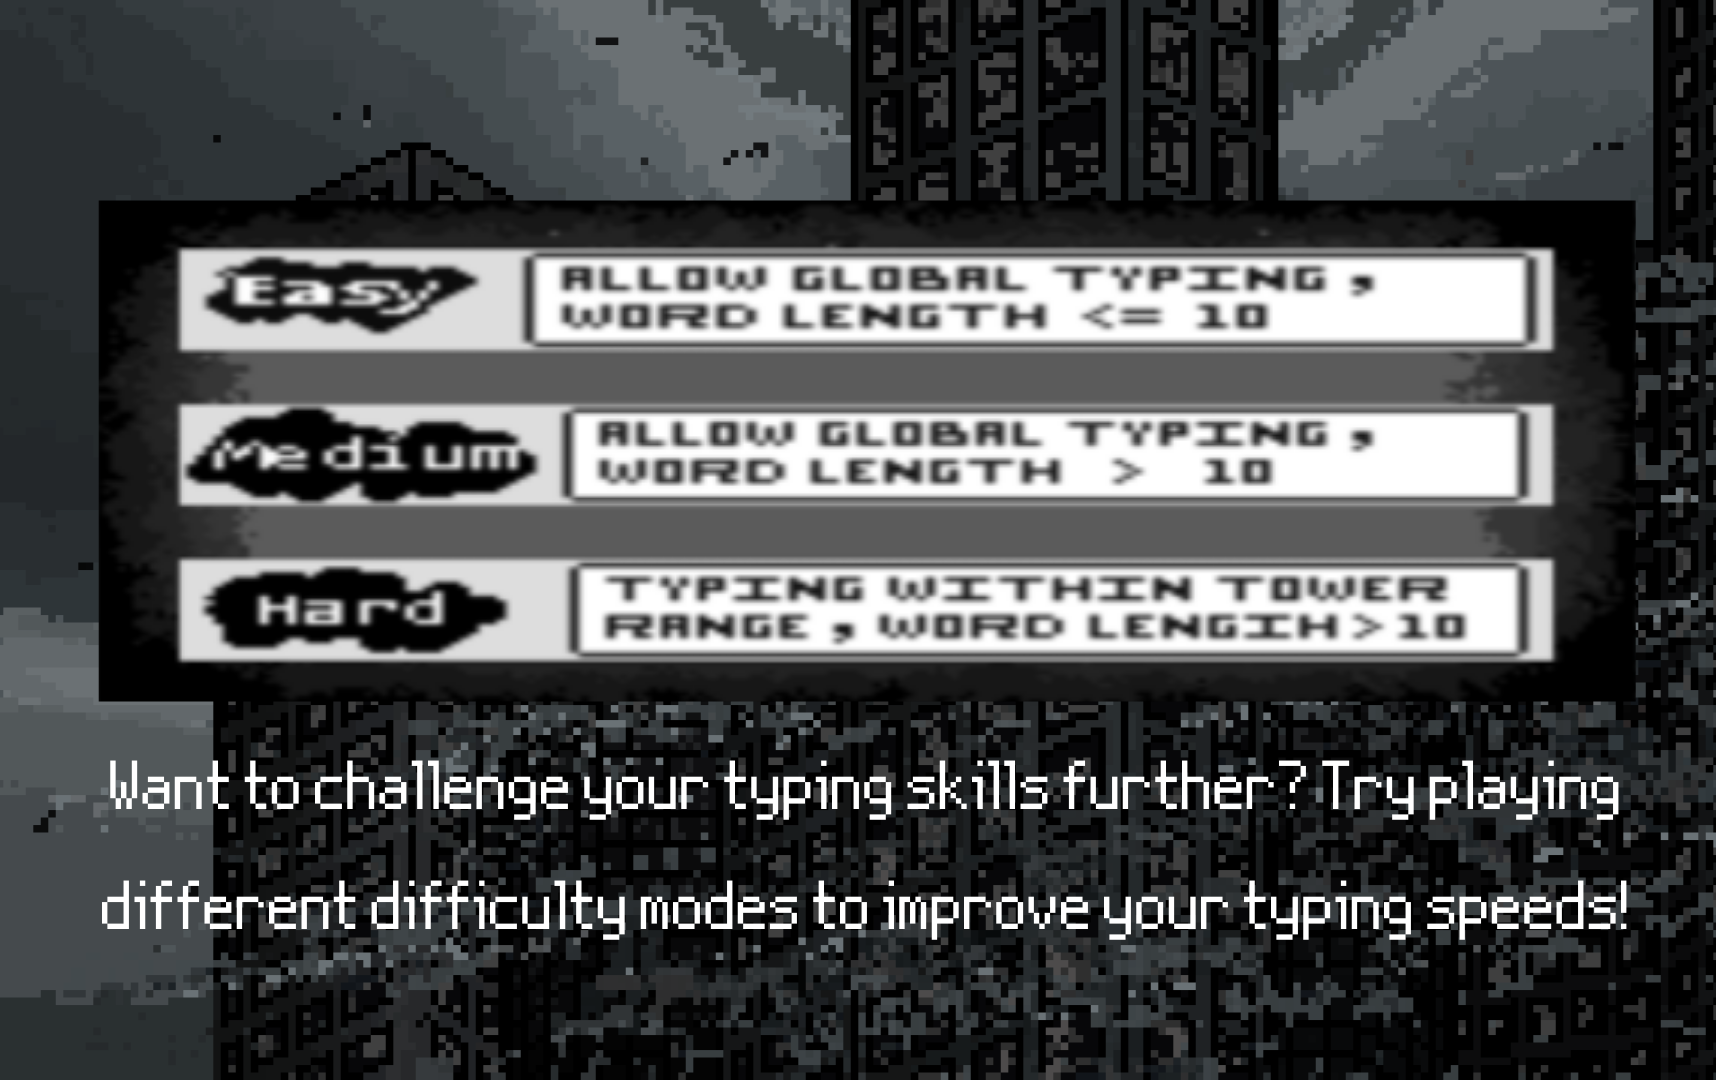 Easy
ALLOW GLOBAL TYPING ,
WORD LENGTH <= 10
Medium
ALLOW GLOBAL TYPING ,
WORD LENGTH > 10
Hard
TYPING WITHIN TOWER
RANGE , WORD LENGIH > 10
Want to challenge your typing skills further? Try playing
different difficulty modes to improve your typing speeds!